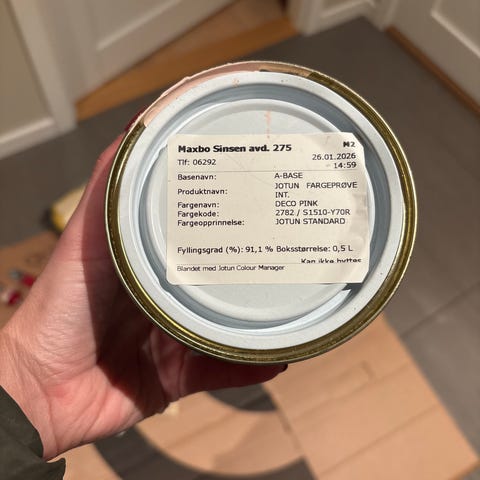 Maxbo Sinsen avd. 275 M2
Tlf: 06292 26.01.2026
- 14:59
Basenavn: A-BASE
Produktnavn: JOTUN FARGEPRØVE
INT.
Fargenavn: DECO PINK
Fargekode: 2782 / S1510-Y70R
Fargeopprinnelse: JOTUN STANDARD
Fyllingsgrad (%): 91,1 % Boksstørrelse: 0,5 L
Kan ikke byttes
Blandet med Jotun Colour Manager